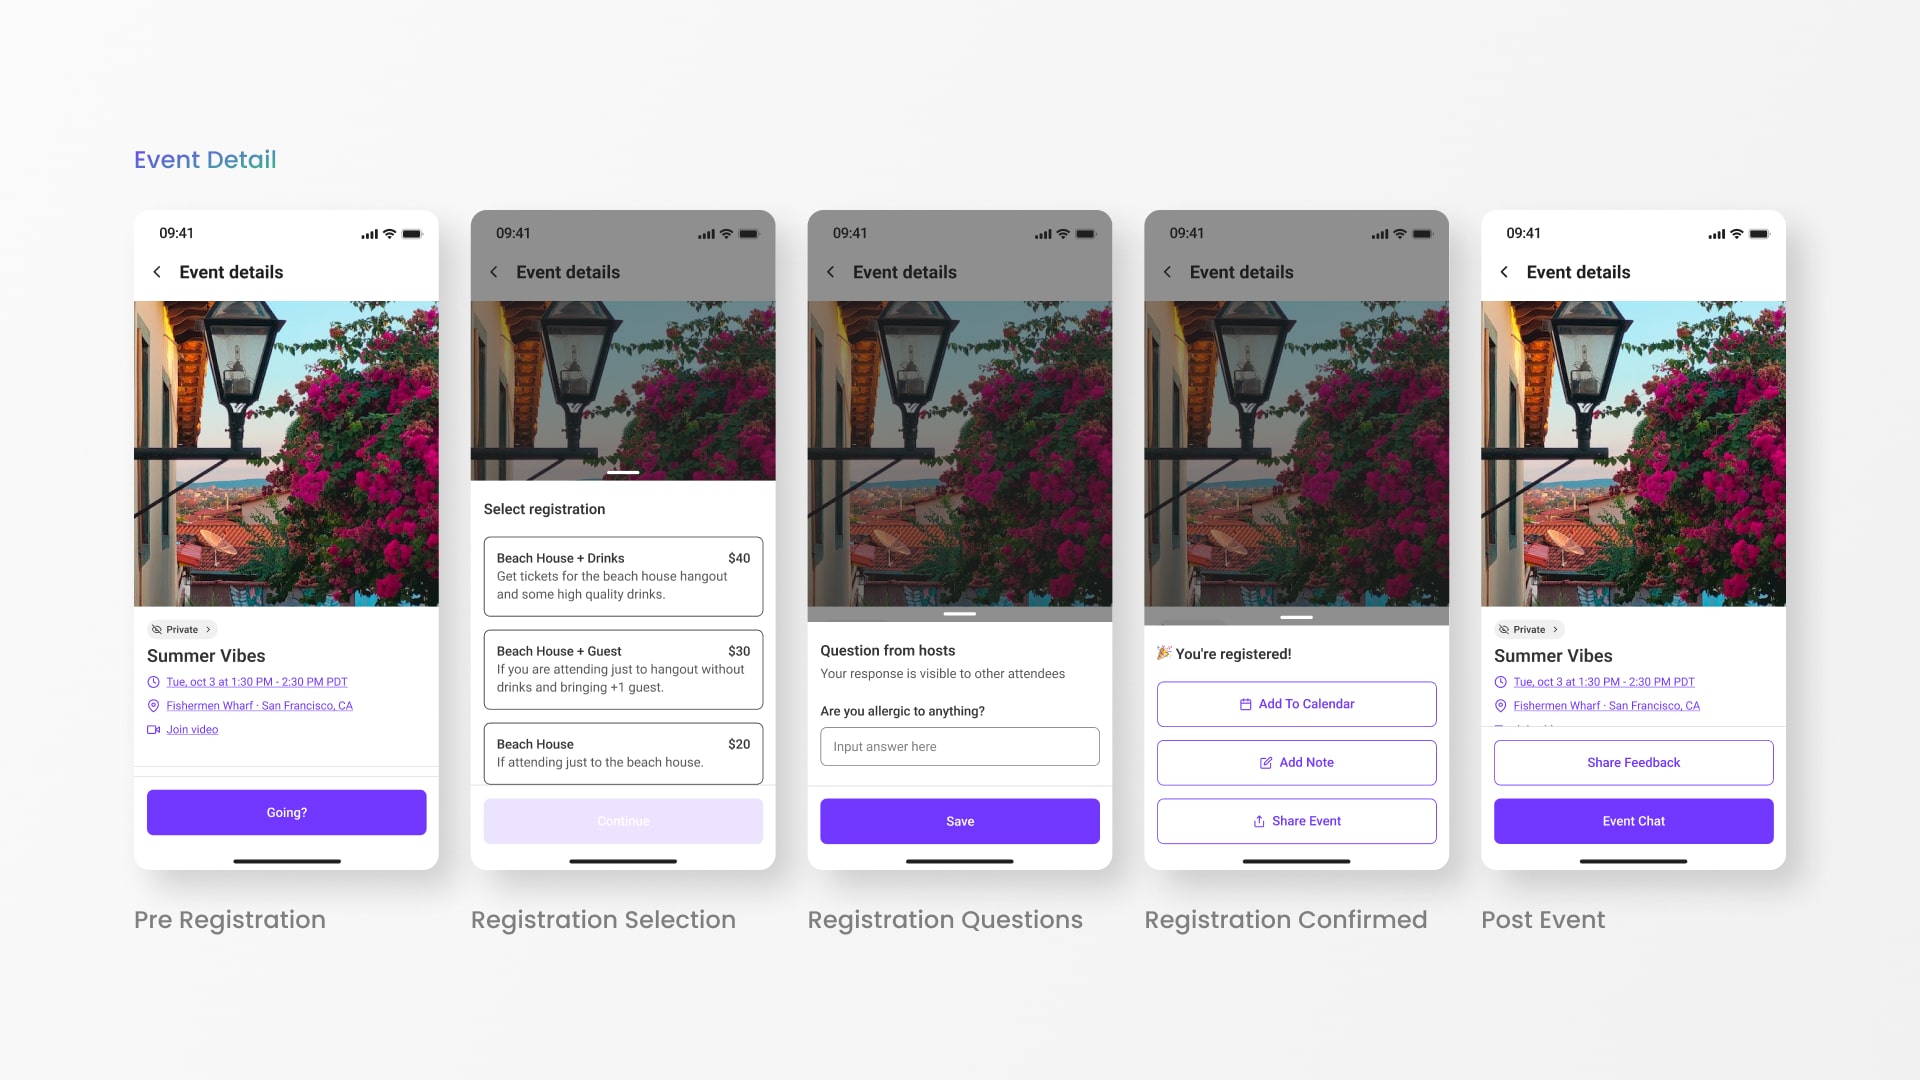 Event Detail
09:41
Event details
Private
Summer Vibes
Tue, oct 3 at 1:30 PM - 2:30 PM PDT
Fishermen Wharf · San Francisco, CA
Join video
Going?
Pre Registration
09:41
Event details
Select registration
Beach House + Drinks $40
Get tickets for the beach house hangout
and some high quality drinks.
Beach House + Guest $30
If you are attending just to hangout without
drinks and bringing +1 guest.
Beach House $20
If attending just to the beach house.
Continue
Registration Selection
09:41
Event details
Question from hosts
Your response is visible to other attendees
Are you allergic to anything?
Input answer here
Save
Registration Questions
09:41
Event details
🎉 You're registered!
Add To Calendar
Add Note
Share Event
Registration Confirmed
09:41
Event details
Private
Summer Vibes
Tue, oct 3 at 1:30 PM - 2:30 PM PDT
Fishermen Wharf · San Francisco, CA
Share Feedback
Event Chat
Post Event